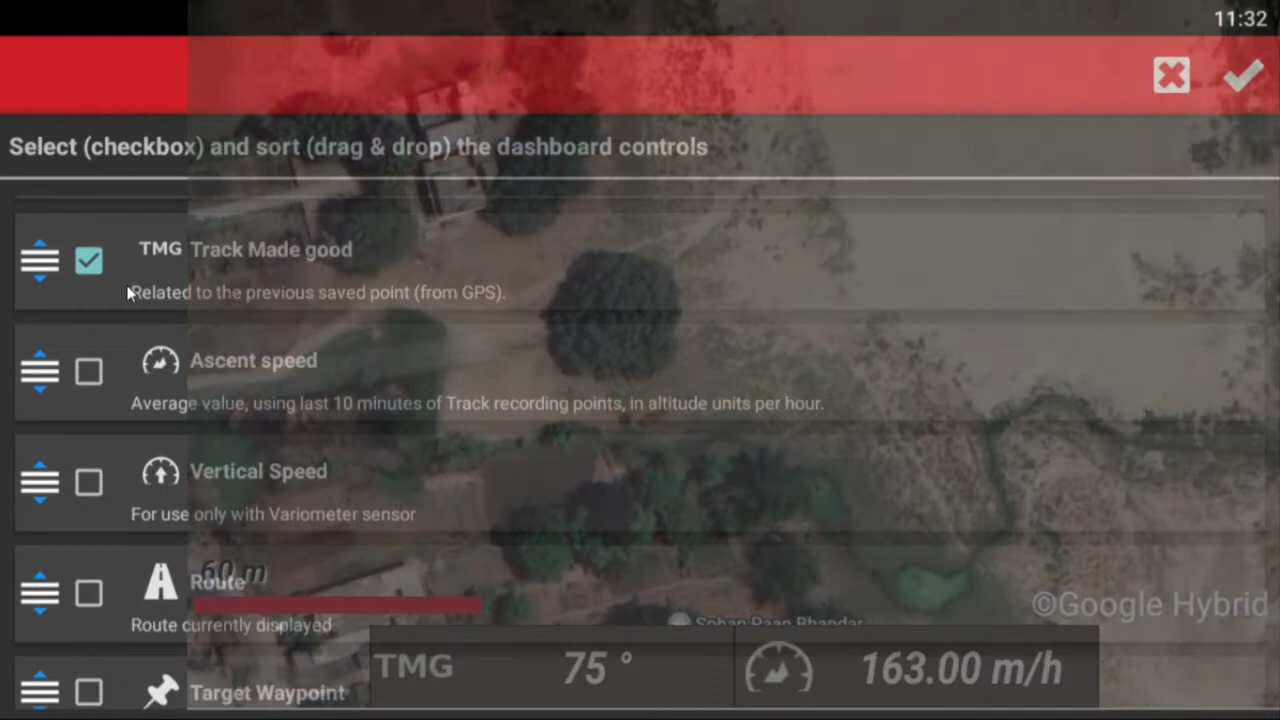 11:32
Select (checkbox) and sort (drag & drop) the dashboard controls
TMG Track Made good
Related to the previous saved point (from GPS).
Ascent speed
Average value, using last 10 minutes of Track recording points, in altitude units per hour.
Vertical Speed
For use only with Variometer sensor
60 m
Route
©Google Hybrid
Route currently displayed
Sohan Paan Bhandar
TMG 75 ° 163.00 m/h
Target Waypoint